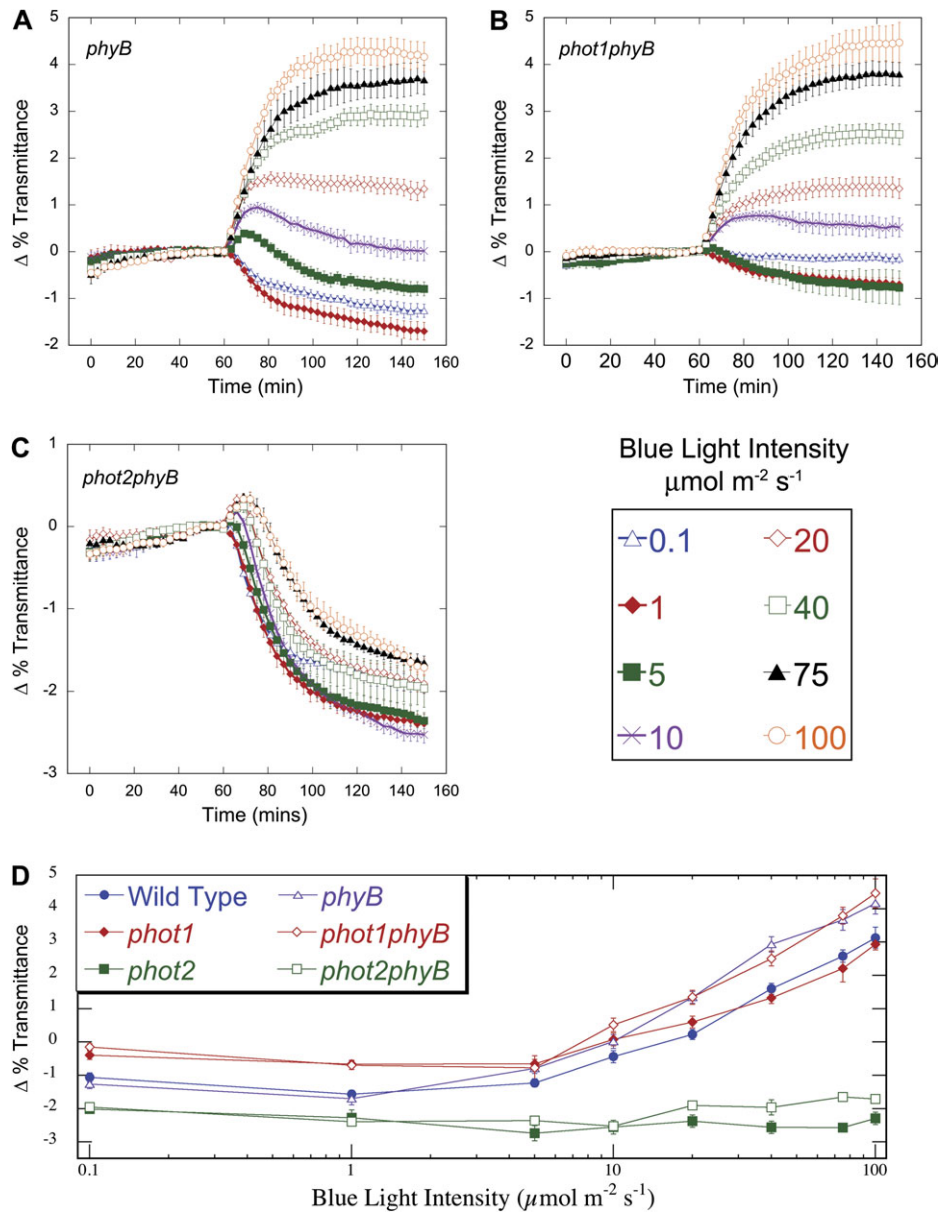 A
phyB
5
4
3
2
1
0
-1
-2
0 20 40 60 80 100 120 140 160
Time (min)
Δ % Transmittance
B
phot1phyB
5
4
3
2
1
0
-1
-2
0 20 40 60 80 100 120 140 160
Time (min)
Δ % Transmittance
C
phot2phyB
1
0
-1
-2
-3
0 20 40 60 80 100 120 140 160
Time (mins)
Δ % Transmittance
Blue Light Intensity
μmol m⁻² s⁻¹
0.1 20
1 40
5 75
10 100
D
Wild Type phyB
phot1 phot1phyB
phot2 phot2phyB
5
4
3
2
1
0
-1
-2
-3
0.1 1 10 100
Δ % Transmittance
Blue Light Intensity (μmol m⁻² s⁻¹)